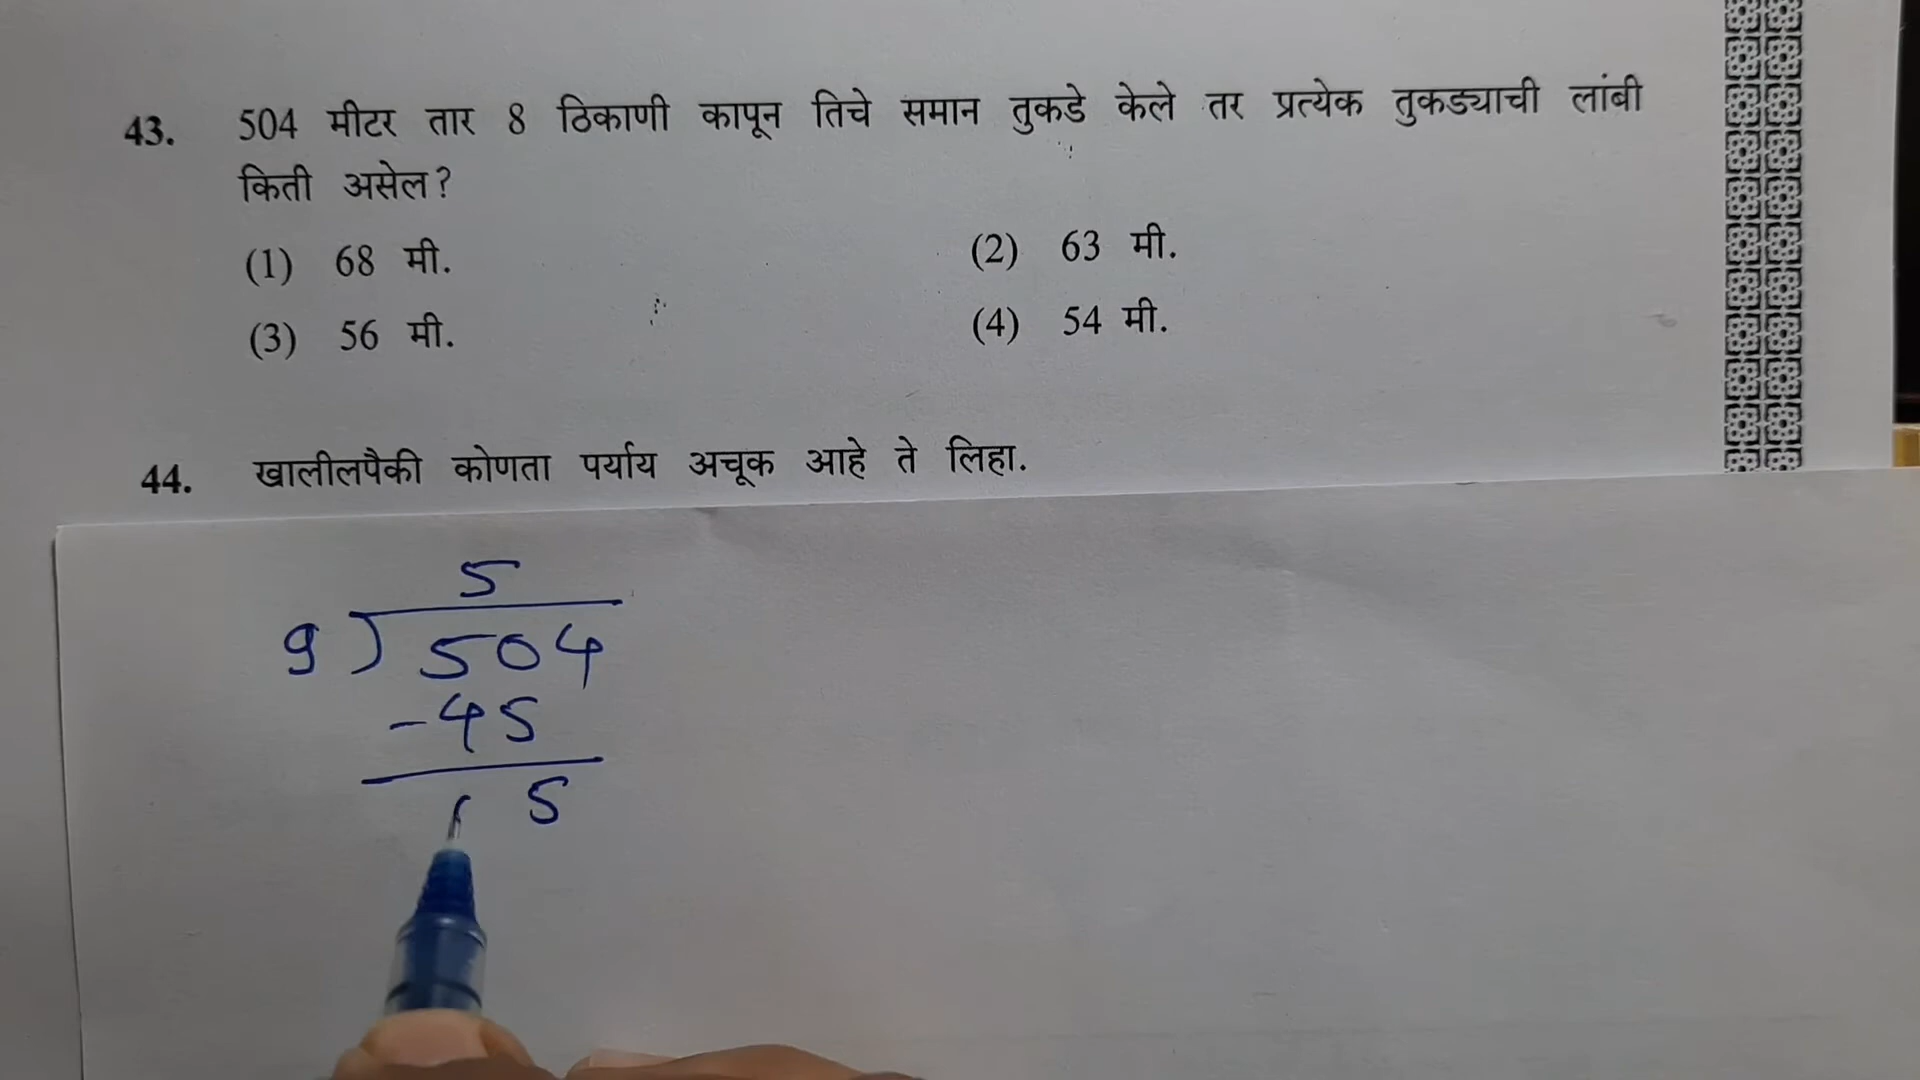 43. 504 मीटर तार 8 ठिकाणी कापून तिचे समान तुकडे केले तर प्रत्येक तुकड्याची लांबी
किती असेल?
(1) 68 मी. (2) 63 मी.
(3) 56 मी. (4) 54 मी.
44. खालीलपैकी कोणता पर्याय अचूक आहे ते लिहा.
5
9 ) 504
-45
5